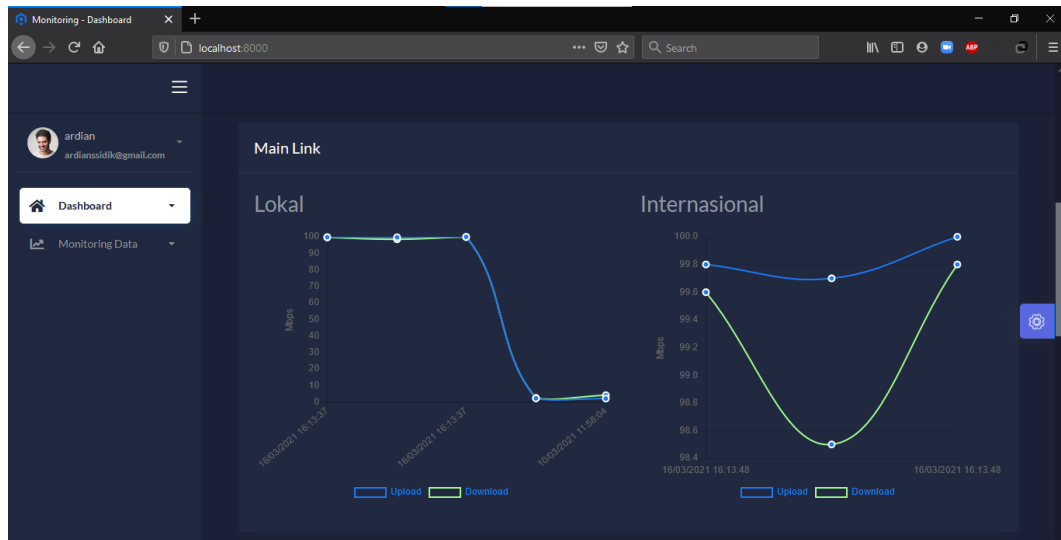 Monitoring - Dashboard
localhost:8000
Search
ABP
ardian
ardianssidik@gmail.com
Dashboard
Monitoring Data
Main Link
Lokal
100
90
80
70
60
50
40
30
20
10
0
Mbps
16/03/2021 16:13:37
16/03/2021 16:13:37
10/03/2021 11:58:04
Upload
Download
Internasional
100.0
99.8
99.6
99.4
99.2
99.0
98.8
98.6
98.4
Mbps
16/03/2021 16:13:48
16/03/2021 16:13:48
Upload
Download